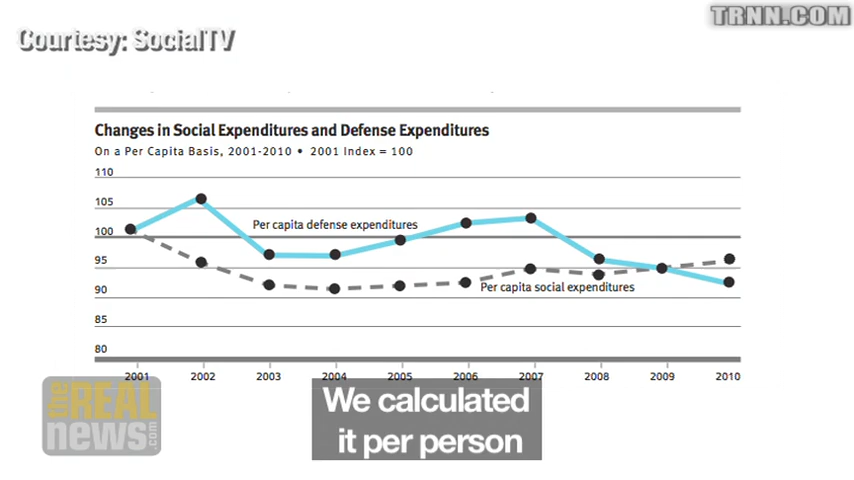 TRNN.COM
Courtesy: SocialTV
Changes in Social Expenditures and Defense Expenditures
On a Per Capita Basis, 2001-2010 • 2001 Index = 100
110
105
Per capita defense expenditures
100
95
Per capita social expenditures
90
85
80
2001 2002 2003 2004 2005 2006 2007 2008 2009 2010
the REAL
news.com
We calculated
it per person